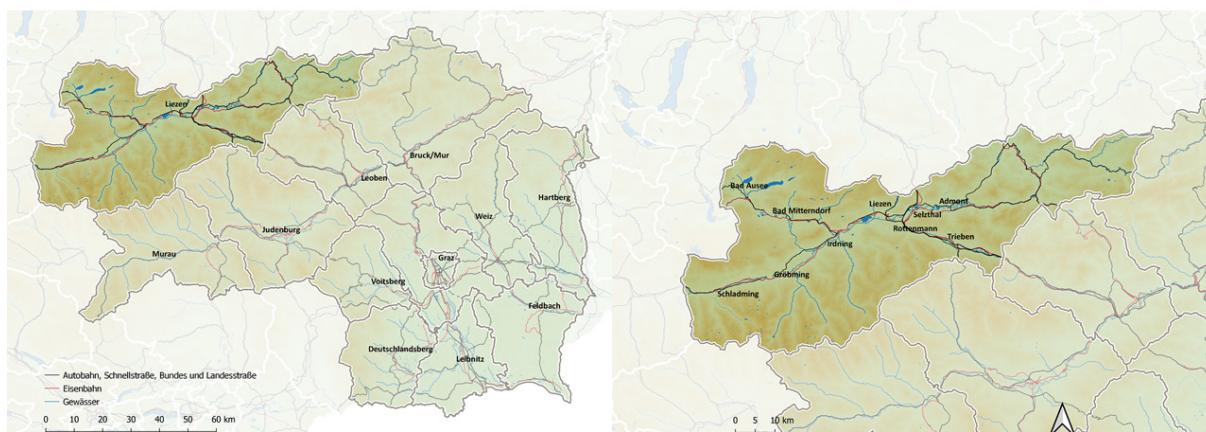 Liezen
Bruck/Mur
Leoben
Hartberg
Weiz
Judenburg
Murau
Graz
Voitsberg
Feldbach
Deutschlandsberg
Leibnitz
Autobahn, Schnellstraße, Bundes und Landesstraße
Eisenbahn
Gewässer
0 10 20 30 40 50 60 km
Bad Ausee
Bad Mitterndorf
Liezen
Admont
Selzthal
Rottenmann
Trieben
Irdning
Gröbming
Schladming
0 5 10 km